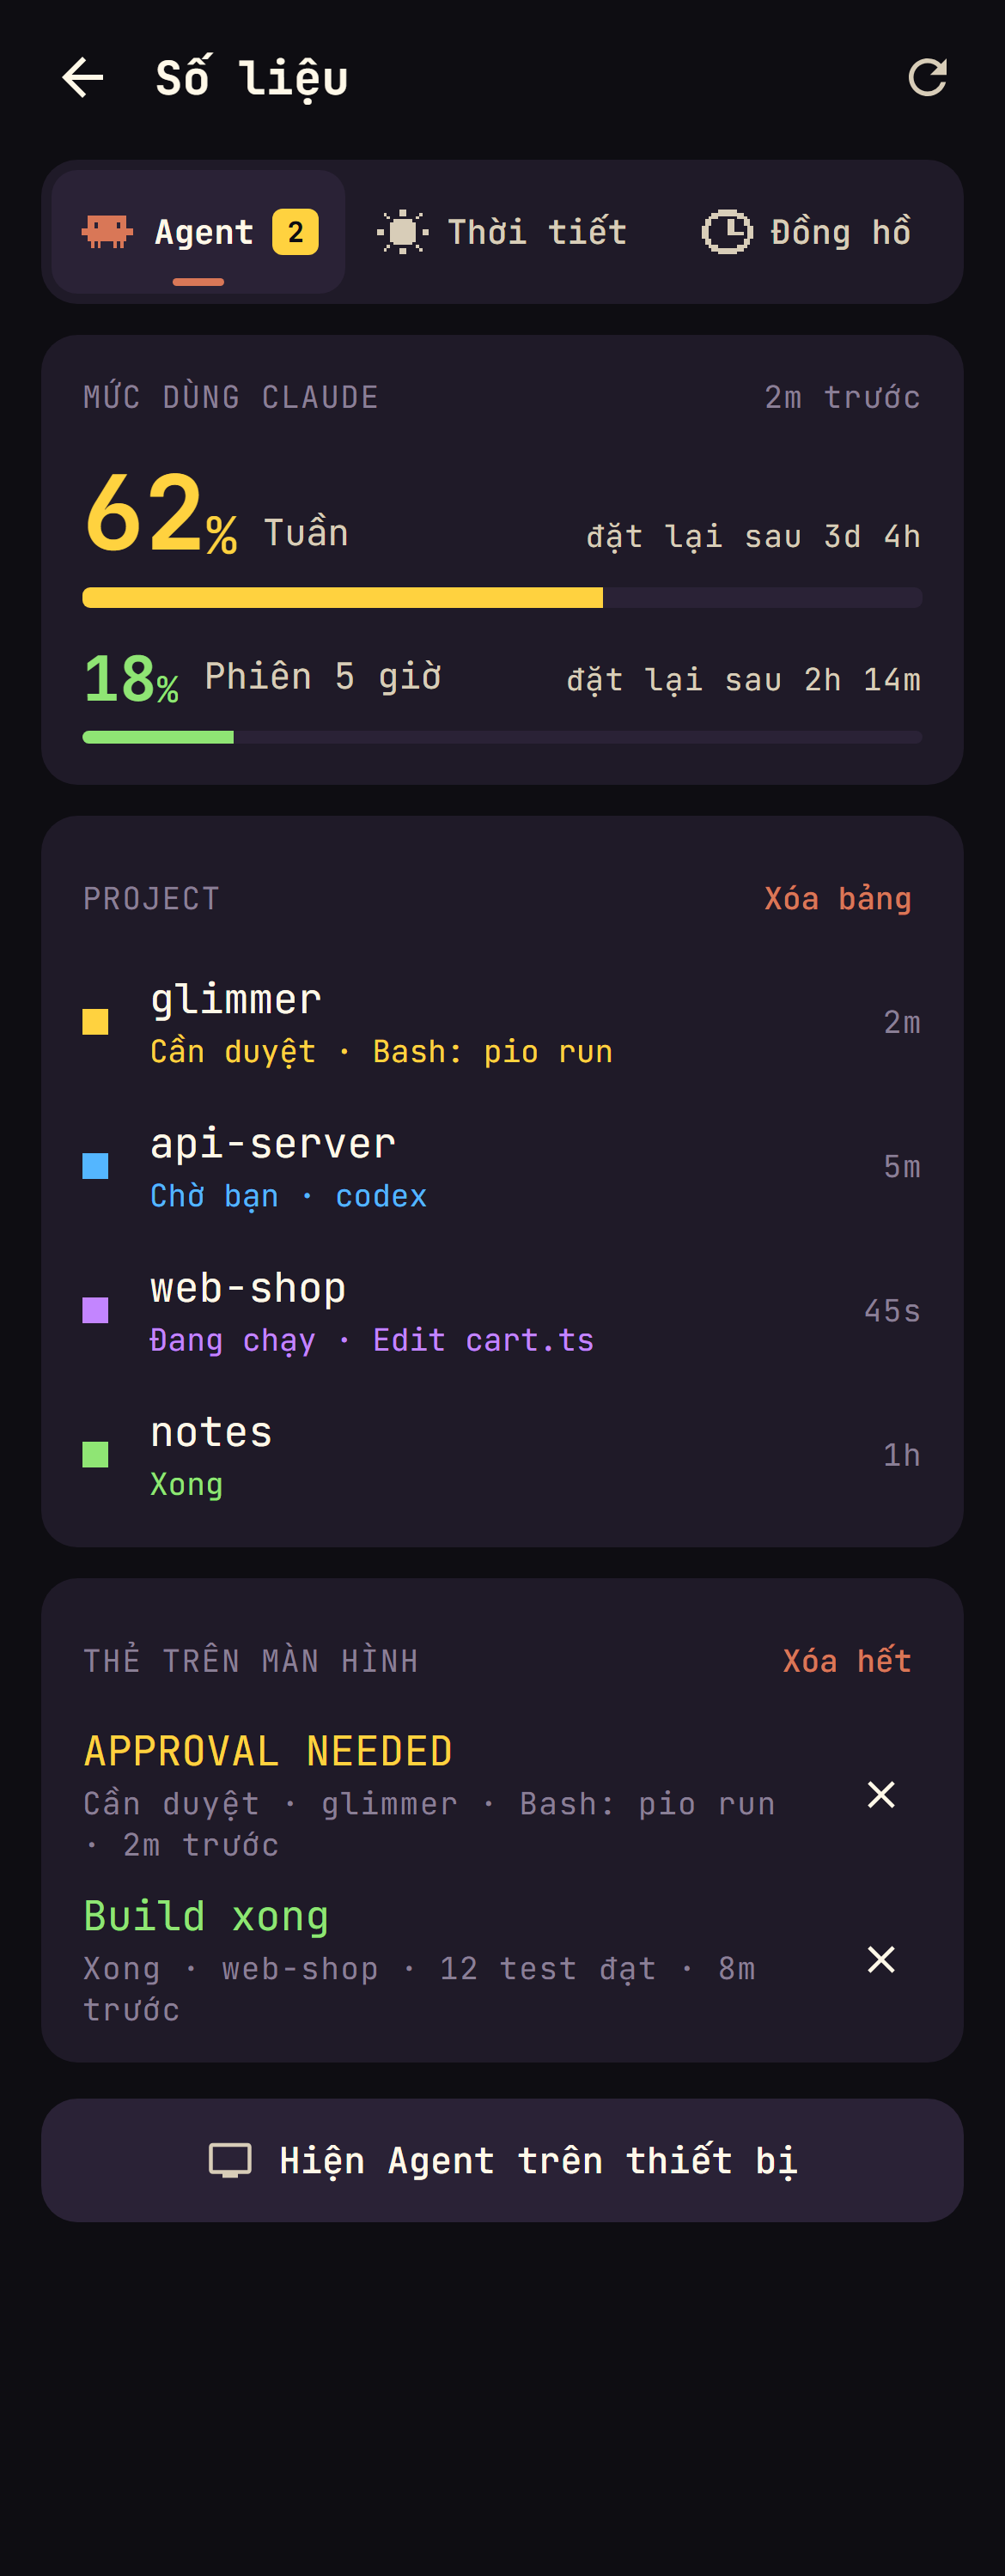 Số liệu
Agent 2 Thời tiết Đồng hồ
MỨC DÙNG CLAUDE 2m trước
62% Tuần đặt lại sau 3d 4h
18% Phiên 5 giờ đặt lại sau 2h 14m
PROJECT Xóa bảng
glimmer
Cần duyệt · Bash: pio run 2m
api-server
Chờ bạn · codex 5m
web-shop
Đang chạy · Edit cart.ts 45s
notes
Xong 1h
THẺ TRÊN MÀN HÌNH Xóa hết
APPROVAL NEEDED
Cần duyệt · glimmer · Bash: pio run
· 2m trước
Build xong
Xong · web-shop · 12 test đạt · 8m
trước
Hiện Agent trên thiết bị